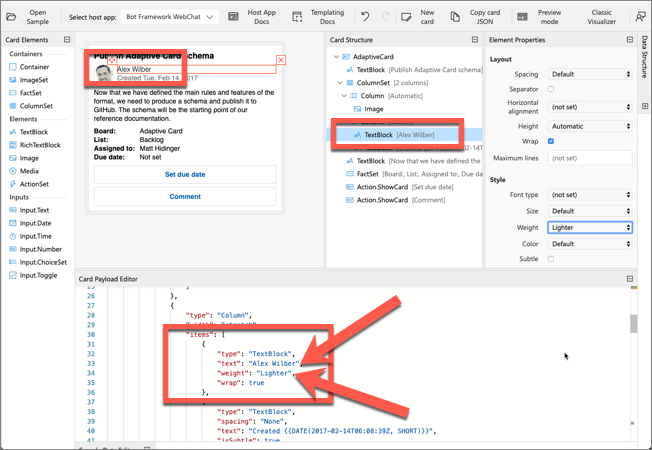 Open Sample
Select host app: Bot Framework WebChat
Host App Docs
Templating Docs
New card
Copy card JSON
Preview mode
Classic Visualizer
Card Elements
Containers
Container
ImageSet
FactSet
ColumnSet
Elements
TextBlock
RichTextBlock
Image
Media
ActionSet
Inputs
Input.Text
Input.Date
Input.Time
Input.Number
Input.ChoiceSet
Input.Toggle
Publish Adaptive Card schema
Alex Wilber
Created Tue, Feb 14, 2017
Now that we have defined the main rules and features of the
format, we need to produce a schema and publish it to
GitHub. The schema will be the starting point of our
reference documentation.
Board: Adaptive Card
List: Backlog
Assigned to: Matt Hidinger
Due date: Not set
Set due date
Comment
Card Structure
AdaptiveCard
TextBlock [Publish Adaptive Card schema]
ColumnSet [2 columns]
Column [Automatic]
Image
TextBlock [Alex Wilber]
TextBlock [Now that we have defined the
FactSet [Board:, List:, Assigned to:, Due dat
Action.ShowCard [Set due date]
Action.ShowCard [Comment]
Element Properties
Layout
Spacing Default
Separator
Horizontal alignment (not set)
Height Automatic
Wrap
Maximum lines (not set)
Style
Font type (not set)
Size Default
Weight Lighter
Color Default
Subtle
Data Structure
Card Payload Editor
25 ]
26 },
27 {
28 "type": "Column",
29 "width": "stretch",
30 "items": [
31 {
32 "type": "TextBlock",
33 "text": "Alex Wilber",
34 "weight": "Lighter",
35 "wrap": true
36 },
37 {
38 "type": "TextBlock",
39 "spacing": "None",
40 "text": "Created {{DATE(2017-02-14T06:08:39Z, SHORT)}}",
41 "isSubtle": true,